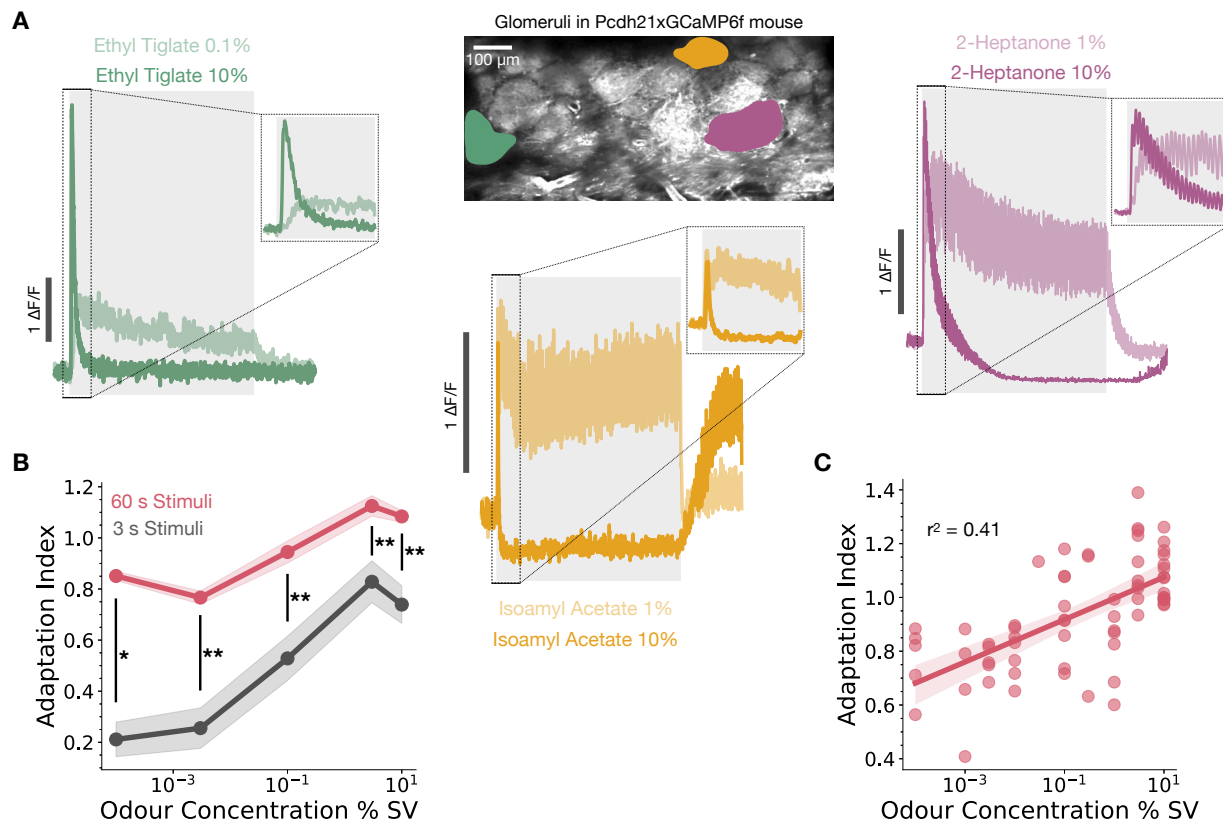 A
Ethyl Tiglate 0.1%
Ethyl Tiglate 10%
1 ΔF/F
Glomeruli in Pcdh21xGCaMP6f mouse
100 µm
2-Heptanone 1%
2-Heptanone 10%
1 ΔF/F
1 ΔF/F
Isoamyl Acetate 1%
Isoamyl Acetate 10%
B
60 s Stimuli
3 s Stimuli
Adaptation Index
1.2
1.0
0.8
0.6
0.4
0.2
*
**
**
**
**
10⁻³
10⁻¹
10¹
Odour Concentration % SV
C
r² = 0.41
Adaptation Index
1.4
1.2
1.0
0.8
0.6
0.4
10⁻³
10⁻¹
10¹
Odour Concentration % SV